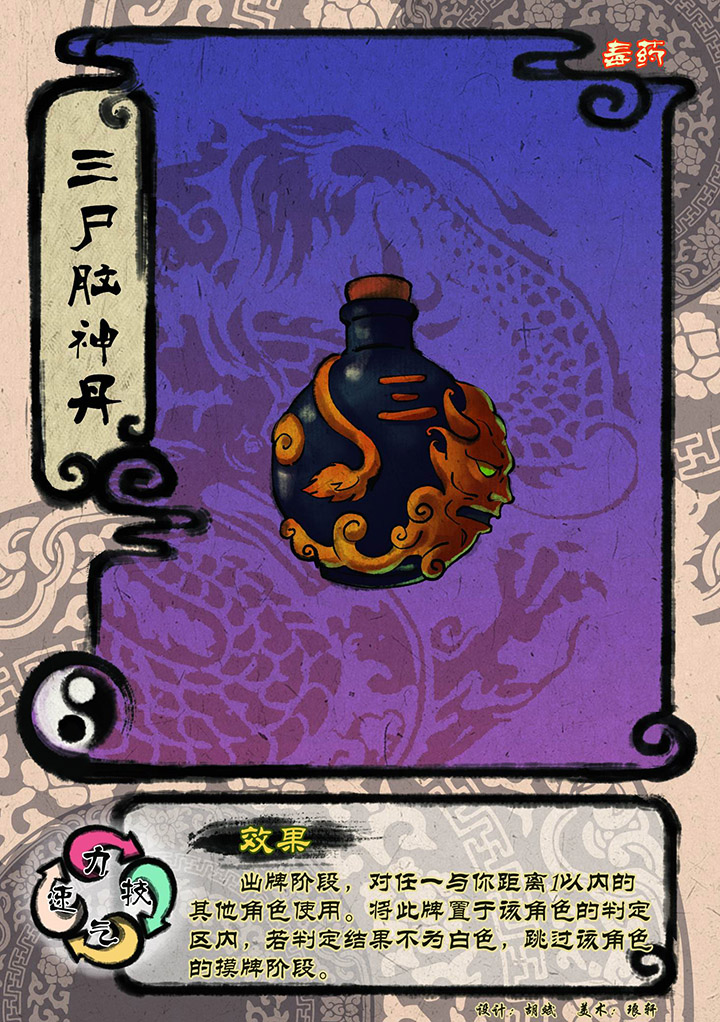 毒药
三尸脑神丹
力
速
技
气
效果
出牌阶段，对任一与你距离1以内的
其他角色使用。将此牌置于该角色的判定
区内，若判定结果不为白色，跳过该角色
的摸牌阶段。
设计：胡斌 美术：琅轩
三